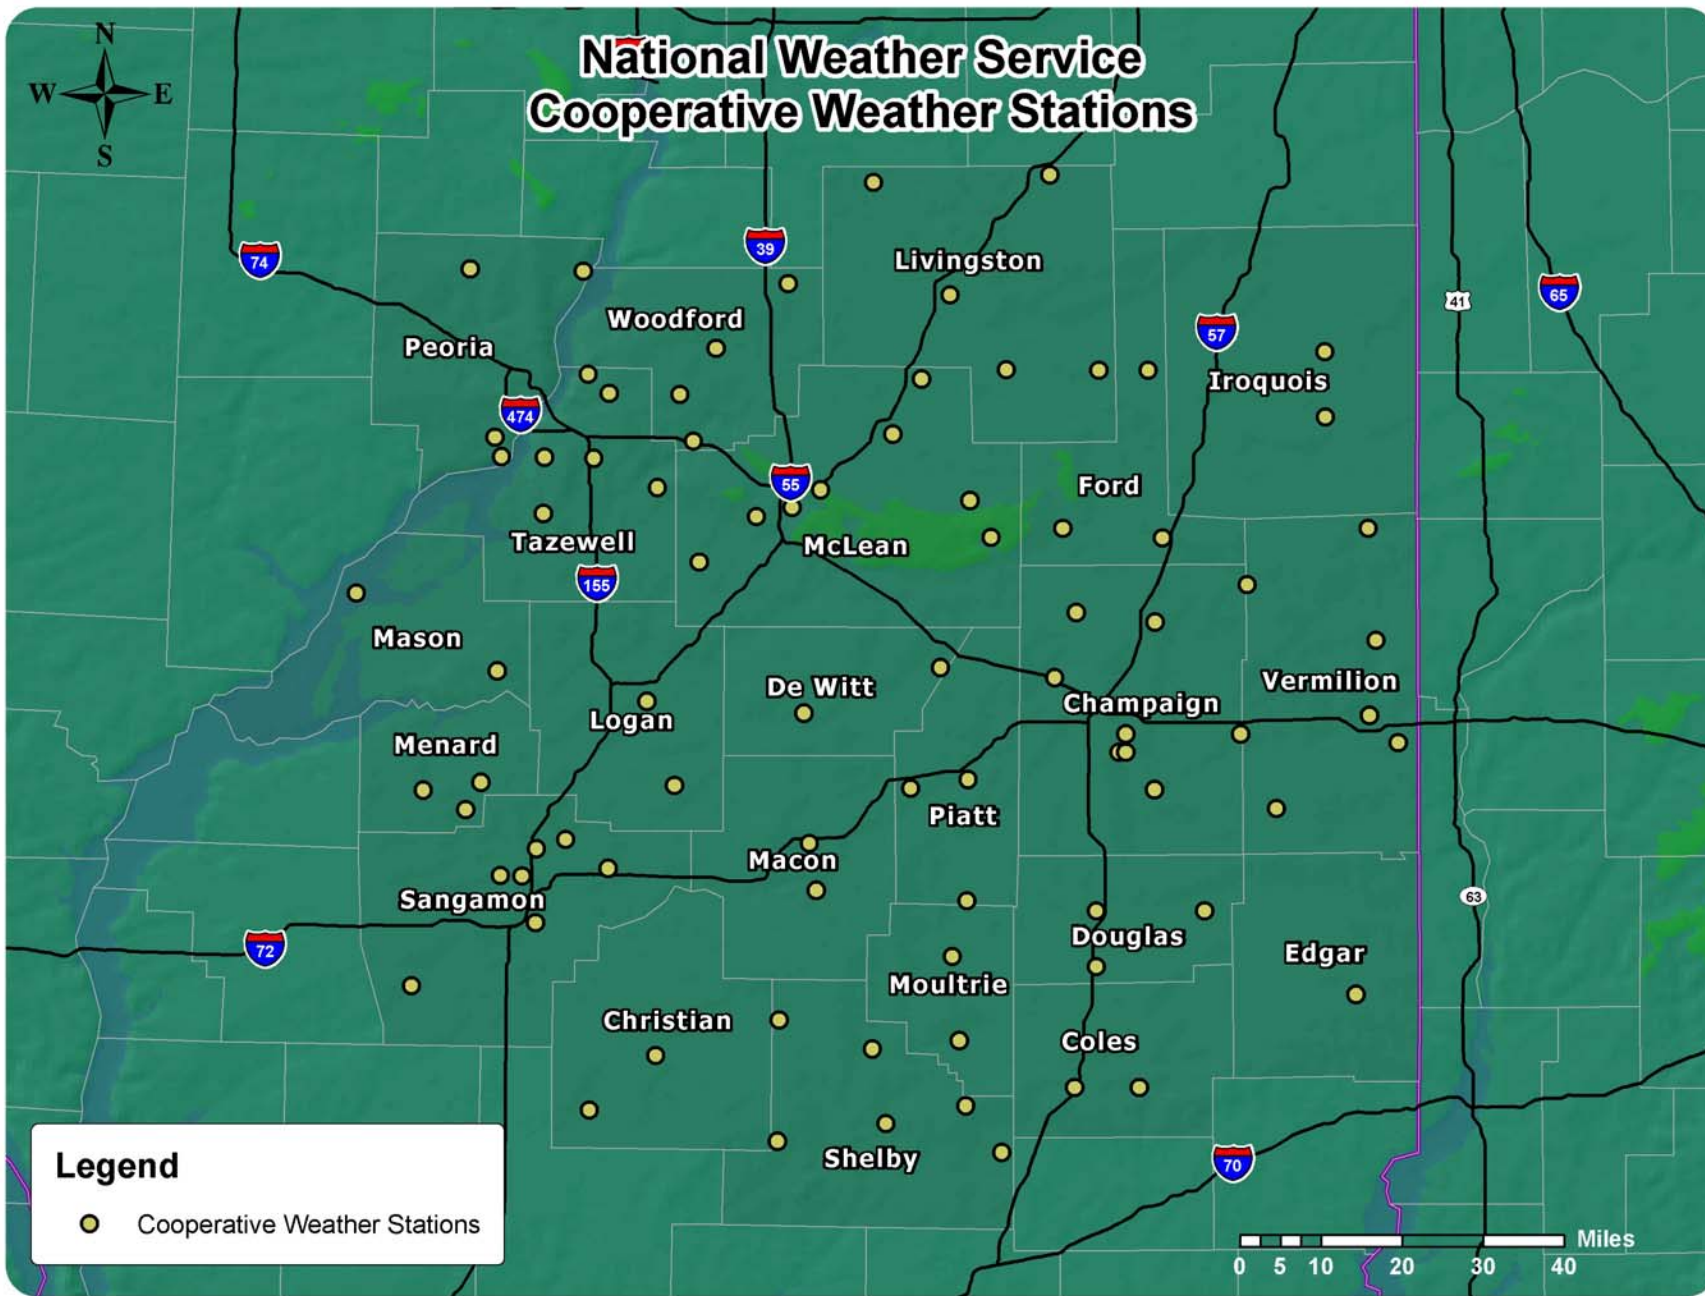 N
W E
S
National Weather Service
Cooperative Weather Stations
74
39
Livingston
41
65
Woodford
57
Peoria
Iroquois
474
55
Ford
Tazewell
McLean
155
Mason
De Witt
Vermilion
Champaign
Logan
Menard
Piatt
Macon
63
Sangamon
Douglas
72
Edgar
Moultrie
Christian
Coles
Shelby
70
Legend
Cooperative Weather Stations
Miles
0 5 10 20 30 40